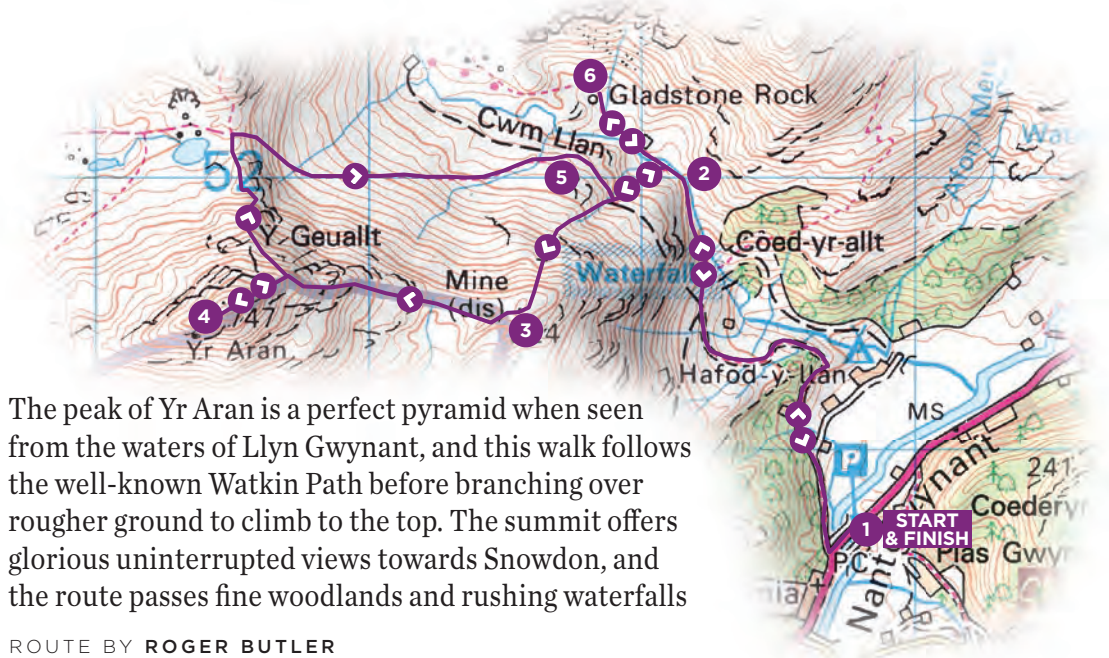 6
Gladstone Rock
Cwm Llan
2
5
52
Y Geuallt
Coed-yr-allt
Waterfall
Mine
(dis)
4
747
3
Yr Aran
Hafod-y-llan
MS
P
241
Coedery
1
START
& FINISH
PC
Plas Gwy
Nant Gwynant
The peak of Yr Aran is a perfect pyramid when seen
from the waters of Llyn Gwynant, and this walk follows
the well-known Watkin Path before branching over
rougher ground to climb to the top. The summit offers
glorious uninterrupted views towards Snowdon, and
the route passes fine woodlands and rushing waterfalls
ROUTE BY ROGER BUTLER